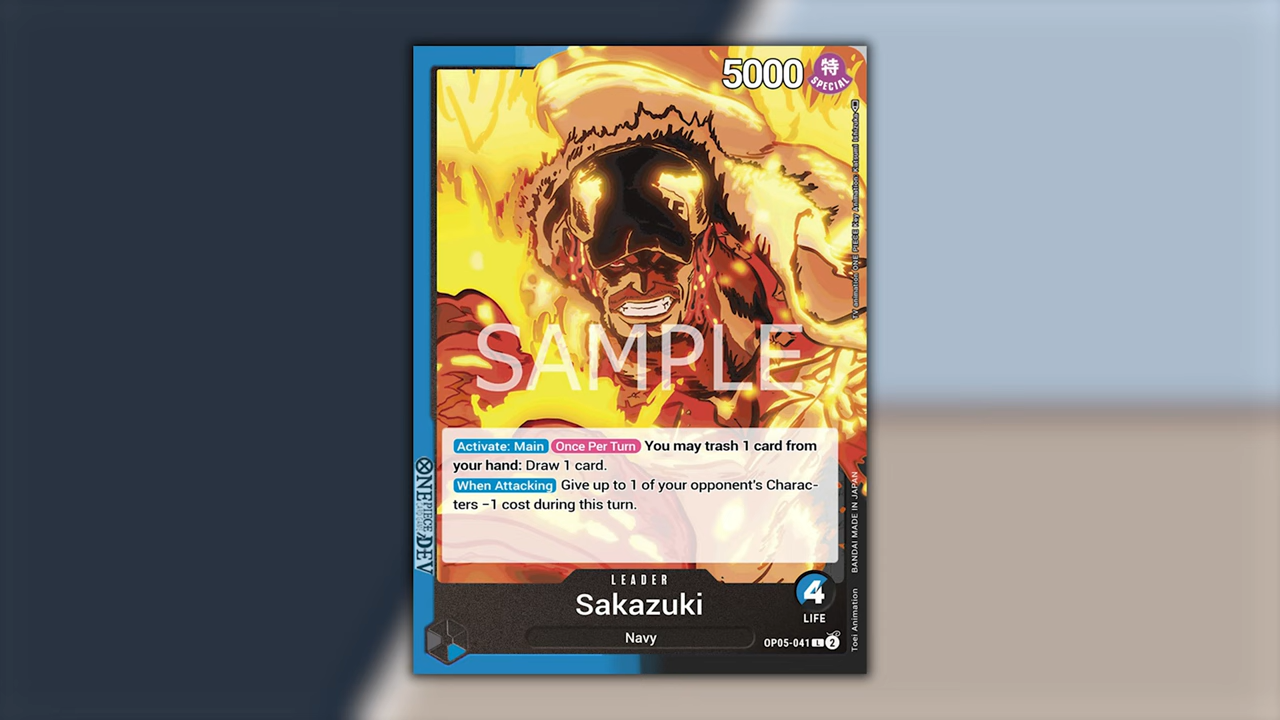 5000
特
SPECIAL
SAMPLE
Activate: Main Once Per Turn You may trash 1 card from
your hand: Draw 1 card.
When Attacking Give up to 1 of your opponent's Charac-
ters −1 cost during this turn.
LEADER
Sakazuki
Navy
4
LIFE
OP05-041 L 2
BANDAI MADE IN JAPAN
Toei Animation
ONE PIECE